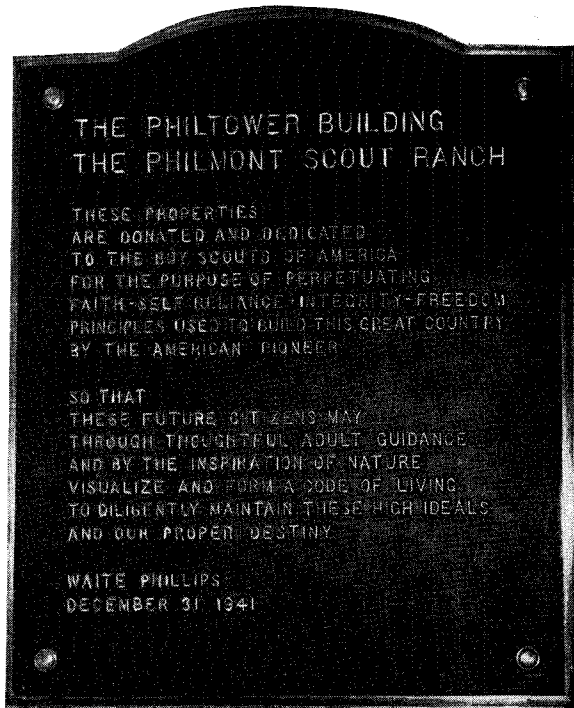 THE PHILTOWER BUILDING
THE PHILMONT SCOUT RANCH
THESE PROPERTIES
ARE DONATED AND DEDICATED
TO THE BOY SCOUTS OF AMERICA
FOR THE PURPOSE OF PERPETUATING
FAITH-SELF RELIANCE-INTEGRITY-FREEDOM
PRINCIPLES USED TO BUILD THIS GREAT COUNTRY
BY THE AMERICAN PIONEER
SO THAT
THESE FUTURE CITIZENS MAY
THROUGH THOUGHTFUL ADULT GUIDANCE
AND BY THE INSPIRATION OF NATURE
VISUALIZE AND FORM A CODE OF LIVING
TO DILIGENTLY MAINTAIN THESE HIGH IDEALS
AND OUR PROPER DESTINY
WAITE PHILLIPS
DECEMBER 31 1941